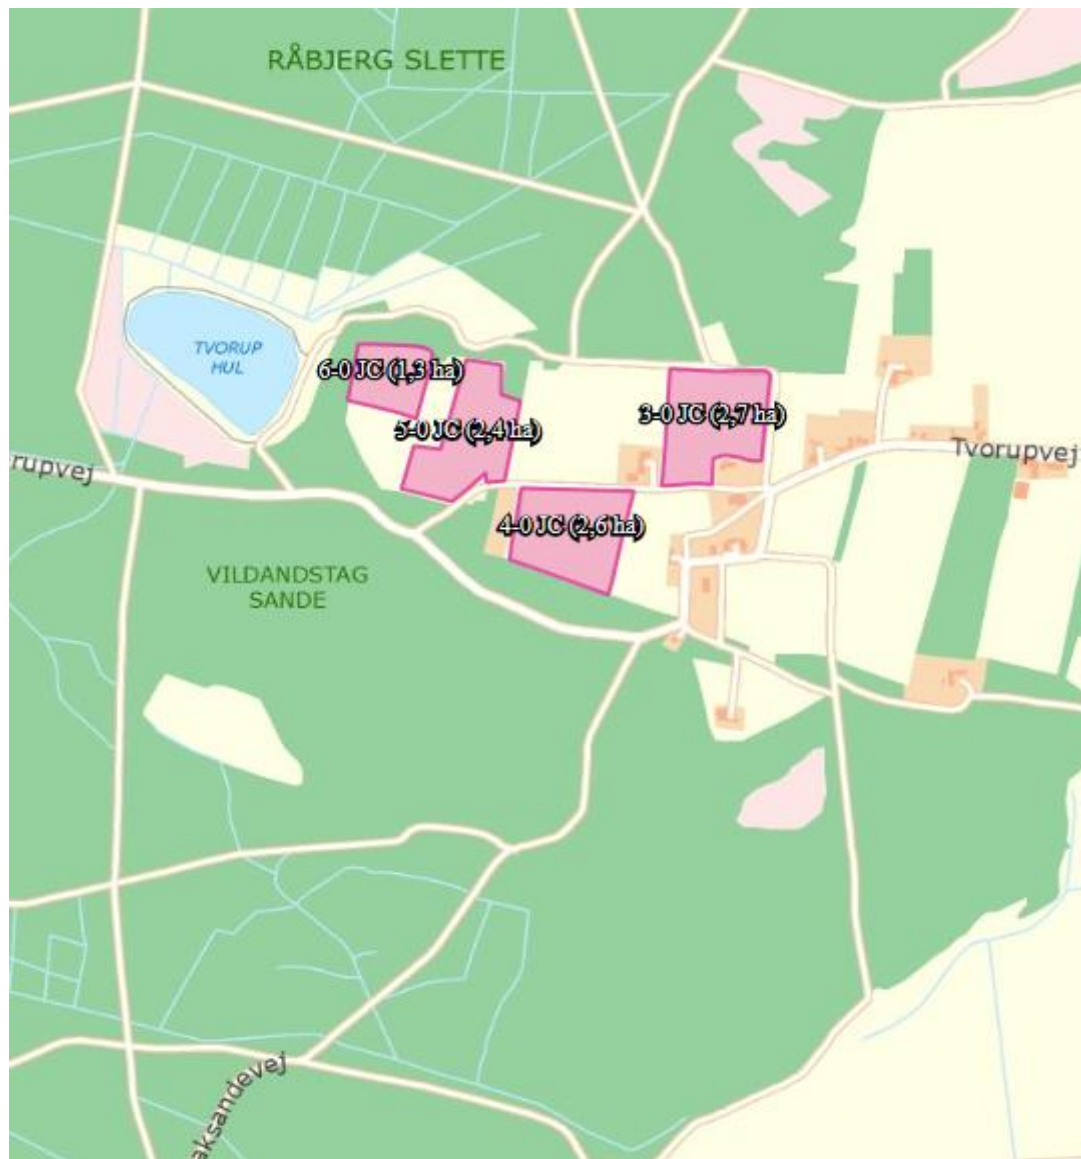 RÅBJERG SLETTE
TVORUP
HUL
6-0 JC (1,3 ha)
5-0 JC (2,4 ha)
3-0 JC (2,7 ha)
Tvorupvej
rupvej
4-0 JC (2,6 ha)
VILDANDSTAG
SANDE
aksandevej